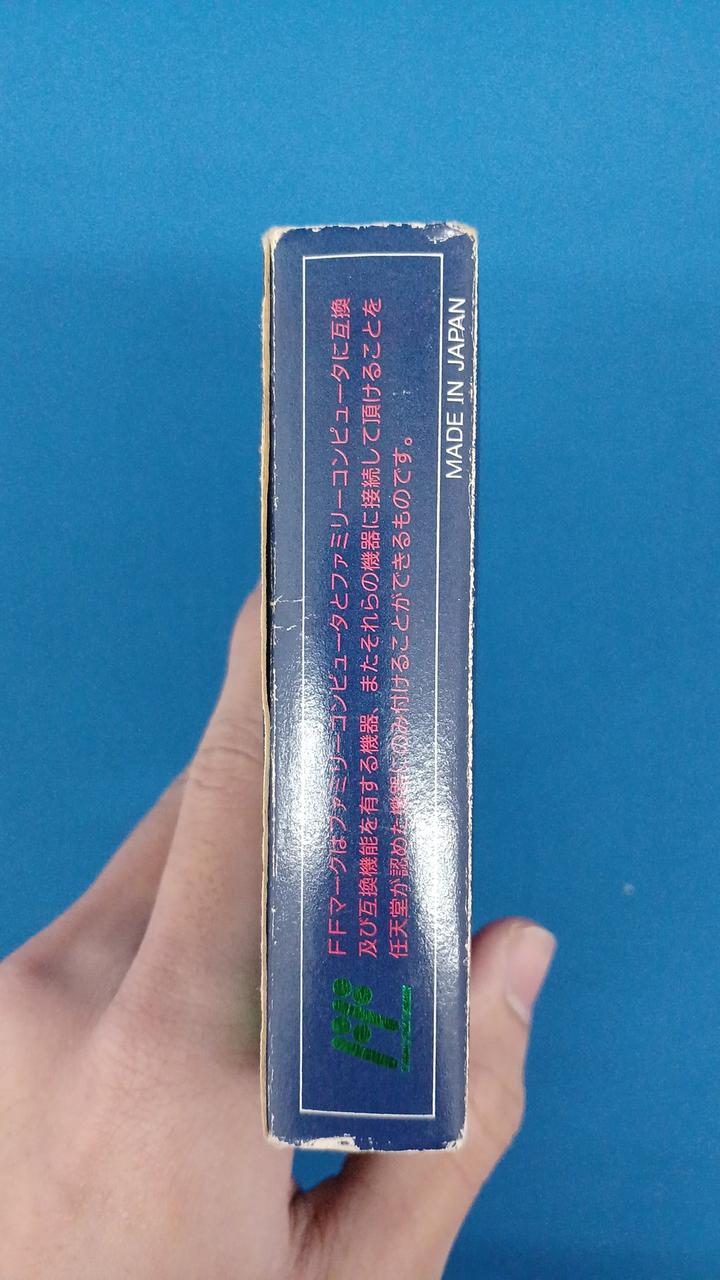 FFマークはファミリーコンピュータとファミリーコンピュータに互換
及び互換機能を有する機器、またそれらの機器に接続して頂けることを
任天堂が認めた機器にのみ付けることができるものです。
MADE IN JAPAN